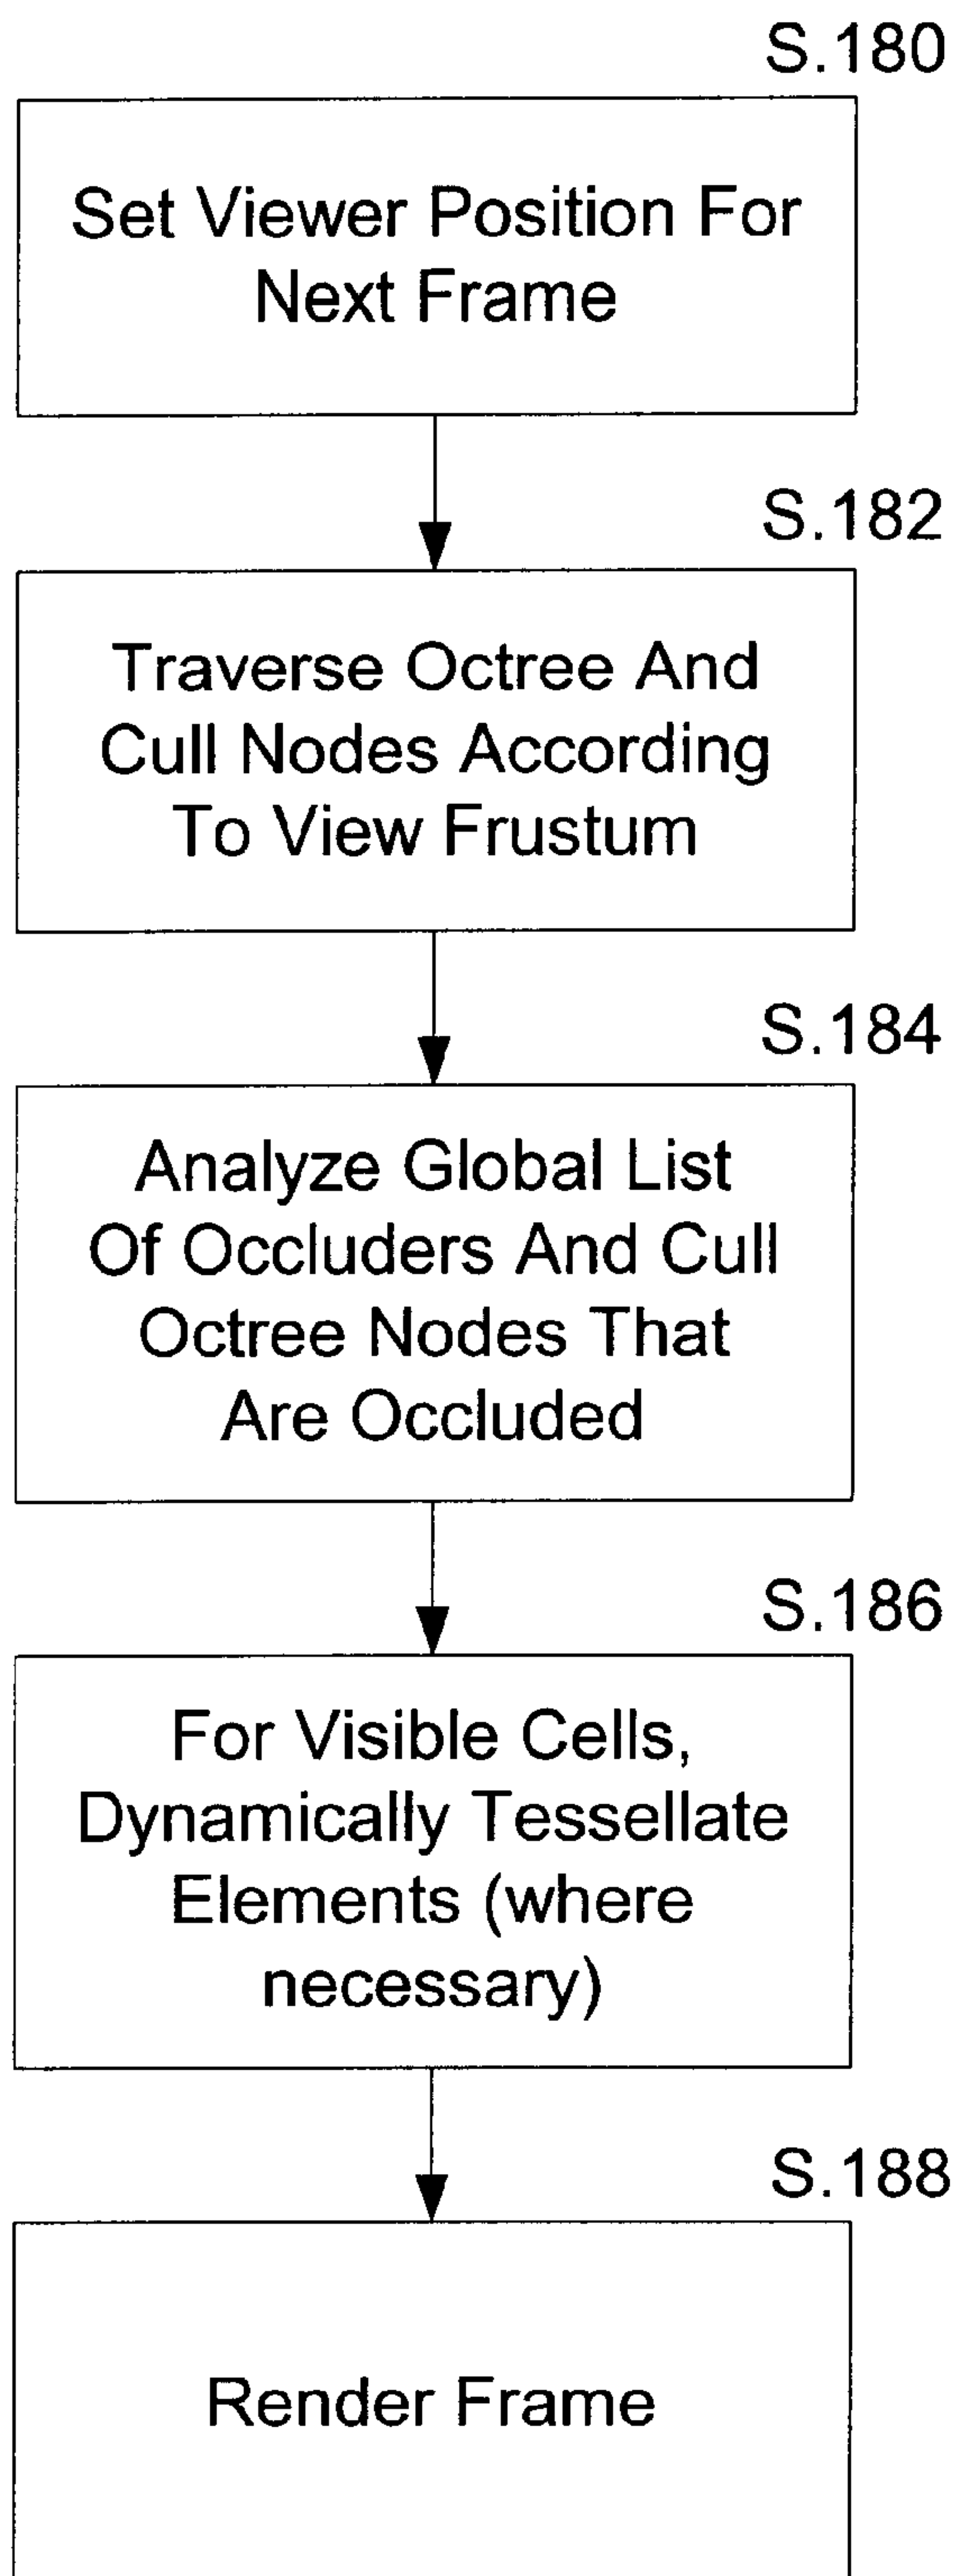 S.180
Set Viewer Position For
Next Frame
S.182
Traverse Octree And
Cull Nodes According
To View Frustum
S.184
Analyze Global List
Of Occluders And Cull
Octree Nodes That
Are Occluded
S.186
For Visible Cells,
Dynamically Tessellate
Elements (where
necessary)
S.188
Render Frame